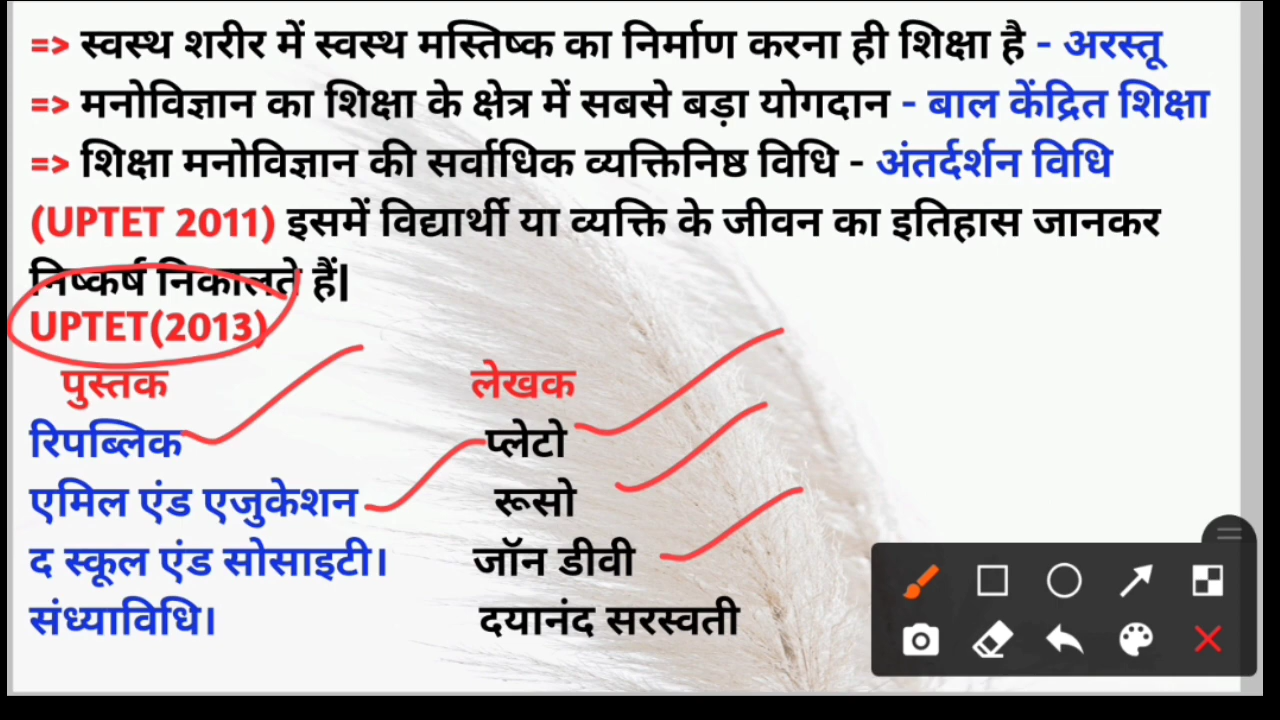 => स्वस्थ शरीर में स्वस्थ मस्तिष्क का निर्माण करना ही शिक्षा है - अरस्तू
=> मनोविज्ञान का शिक्षा के क्षेत्र में सबसे बड़ा योगदान - बाल केंद्रित शिक्षा
=> शिक्षा मनोविज्ञान की सर्वाधिक व्यक्तिनिष्ठ विधि - अंतर्दर्शन विधि
(UPTET 2011) इसमें विद्यार्थी या व्यक्ति के जीवन का इतिहास जानकर
निष्कर्ष निकालते हैं|
UPTET(2013)
पुस्तक लेखक
रिपब्लिक प्लेटो
एमिल एंड एजुकेशन रूसो
द स्कूल एंड सोसाइटी। जॉन डीवी
संध्याविधि। दयानंद सरस्वती